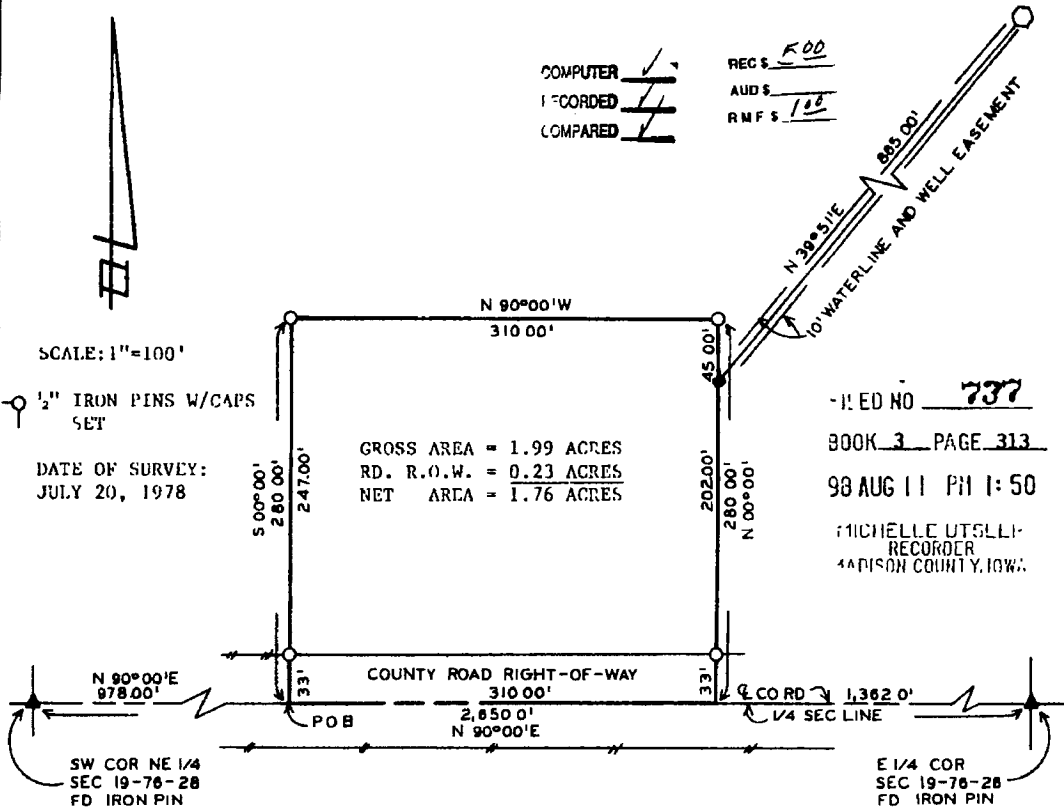 COMPUTER
RECORDED
COMPARED
REC $ 5.00
AUD $
RMF $ 1.00
885 00'
N 39°51'E
10' WATERLINE AND WELL EASEMENT
N 90°00'W
310 00'
45 00'
SCALE: 1"=100'
½" IRON PINS W/CAPS
SET
DATE OF SURVEY:
JULY 20, 1978
S 00°00'
280 00'
247.00'
GROSS AREA = 1.99 ACRES
RD. R.O.W. = 0.23 ACRES
NET AREA = 1.76 ACRES
202.00'
280 00'
N 00°00'
FILED NO 737
BOOK 3 PAGE 313
98 AUG 11 PM 1:50
MICHELLE
RECORDER
MADISON COUNTY, IOWA
N 90°00'E
978.00'
33'
COUNTY ROAD RIGHT-OF-WAY
310.00'
33'
℄ CO RD
1,362 0'
1/4 SEC LINE
POB
2,650 0'
N 90°00'E
SW COR NE 1/4
SEC 19-76-28
FD IRON PIN
E 1/4 COR
SEC 19-76-28
FD IRON PIN